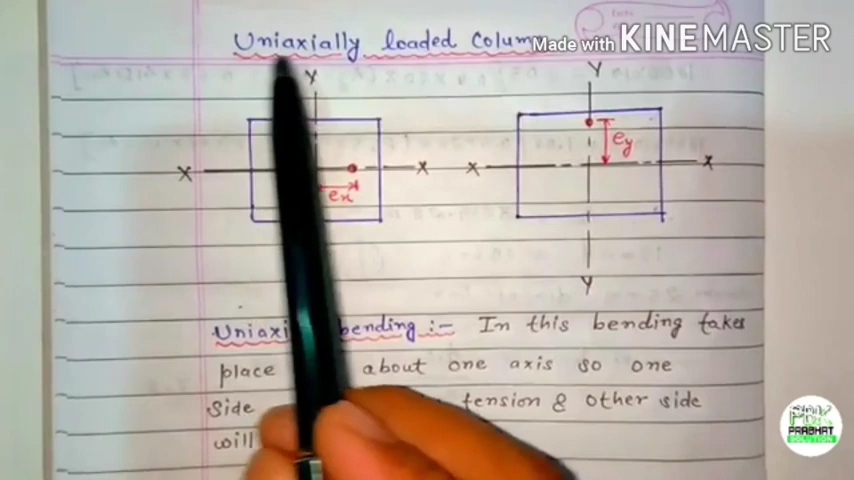 Uniaxially loaded Colum
Made with KINEMASTER
Y Y
X X X X
ex
ey
Y
Uniaxi bending :- In this bending takes
place about one axis so one
Side tension & other side
will
PRABHAT
SOLUTION